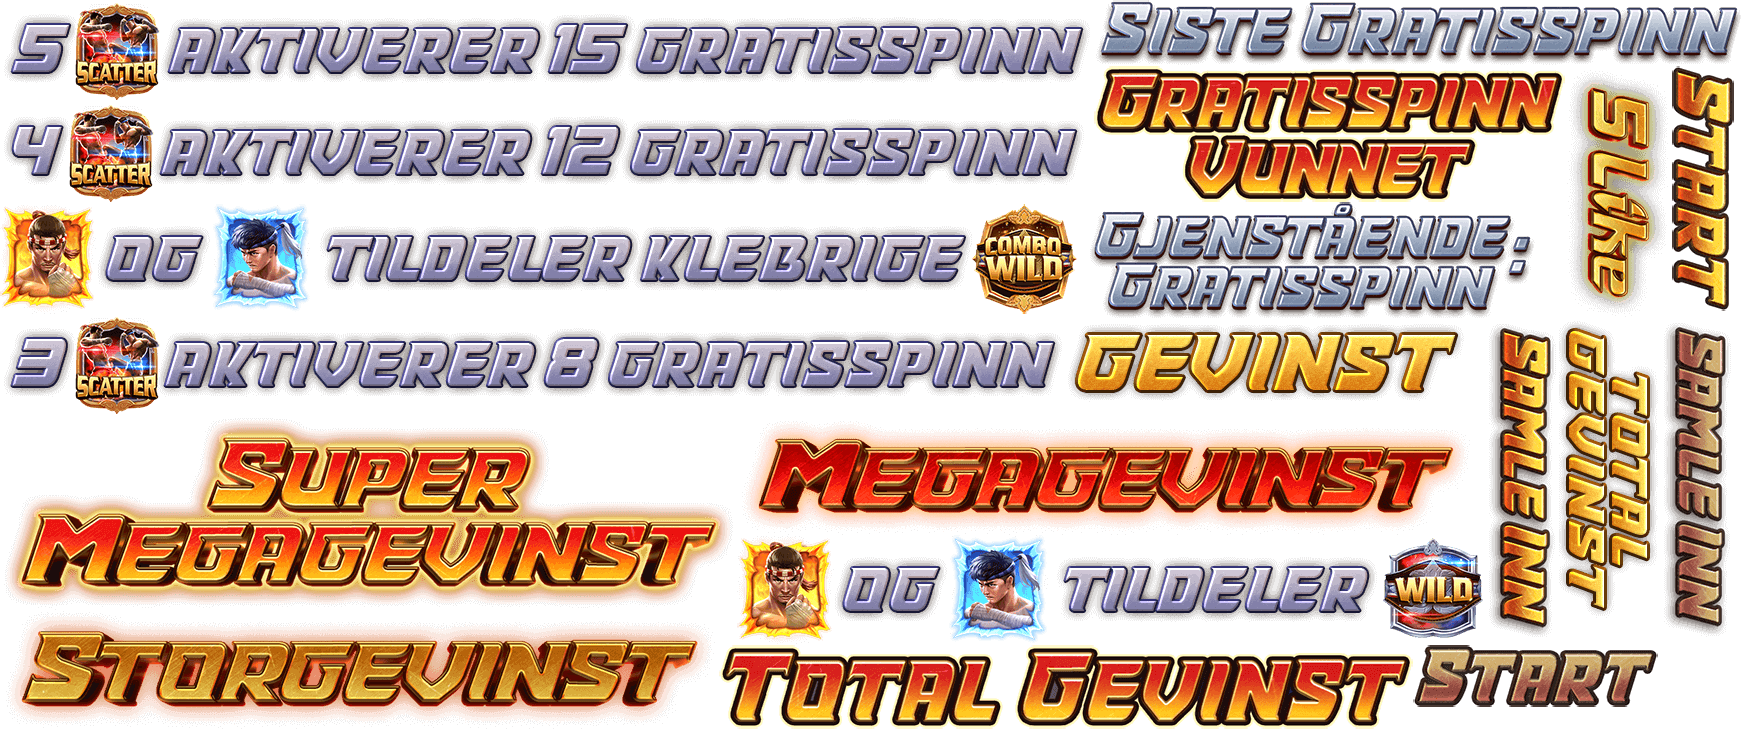 5 SCATTER AKTIVERER 15 GRATISSPINN
4 SCATTER AKTIVERER 12 GRATISSPINN
OG TILDELER KLEBRIGE COMBO WILD
3 SCATTER AKTIVERER 8 GRATISSPINN
SISTE GRATISSPINN
GRATISSPINN
VUNNET
GJENSTÅENDE :
GRATISSPINN
GEVINST
5 Like
START
SUPER
MEGAGEVINST
MEGAGEVINST
OG TILDELER WILD
STORGEVINST
TOTAL GEVINST
START
SAMLE INN
TOTAL
GEVINST
SAMLE INN